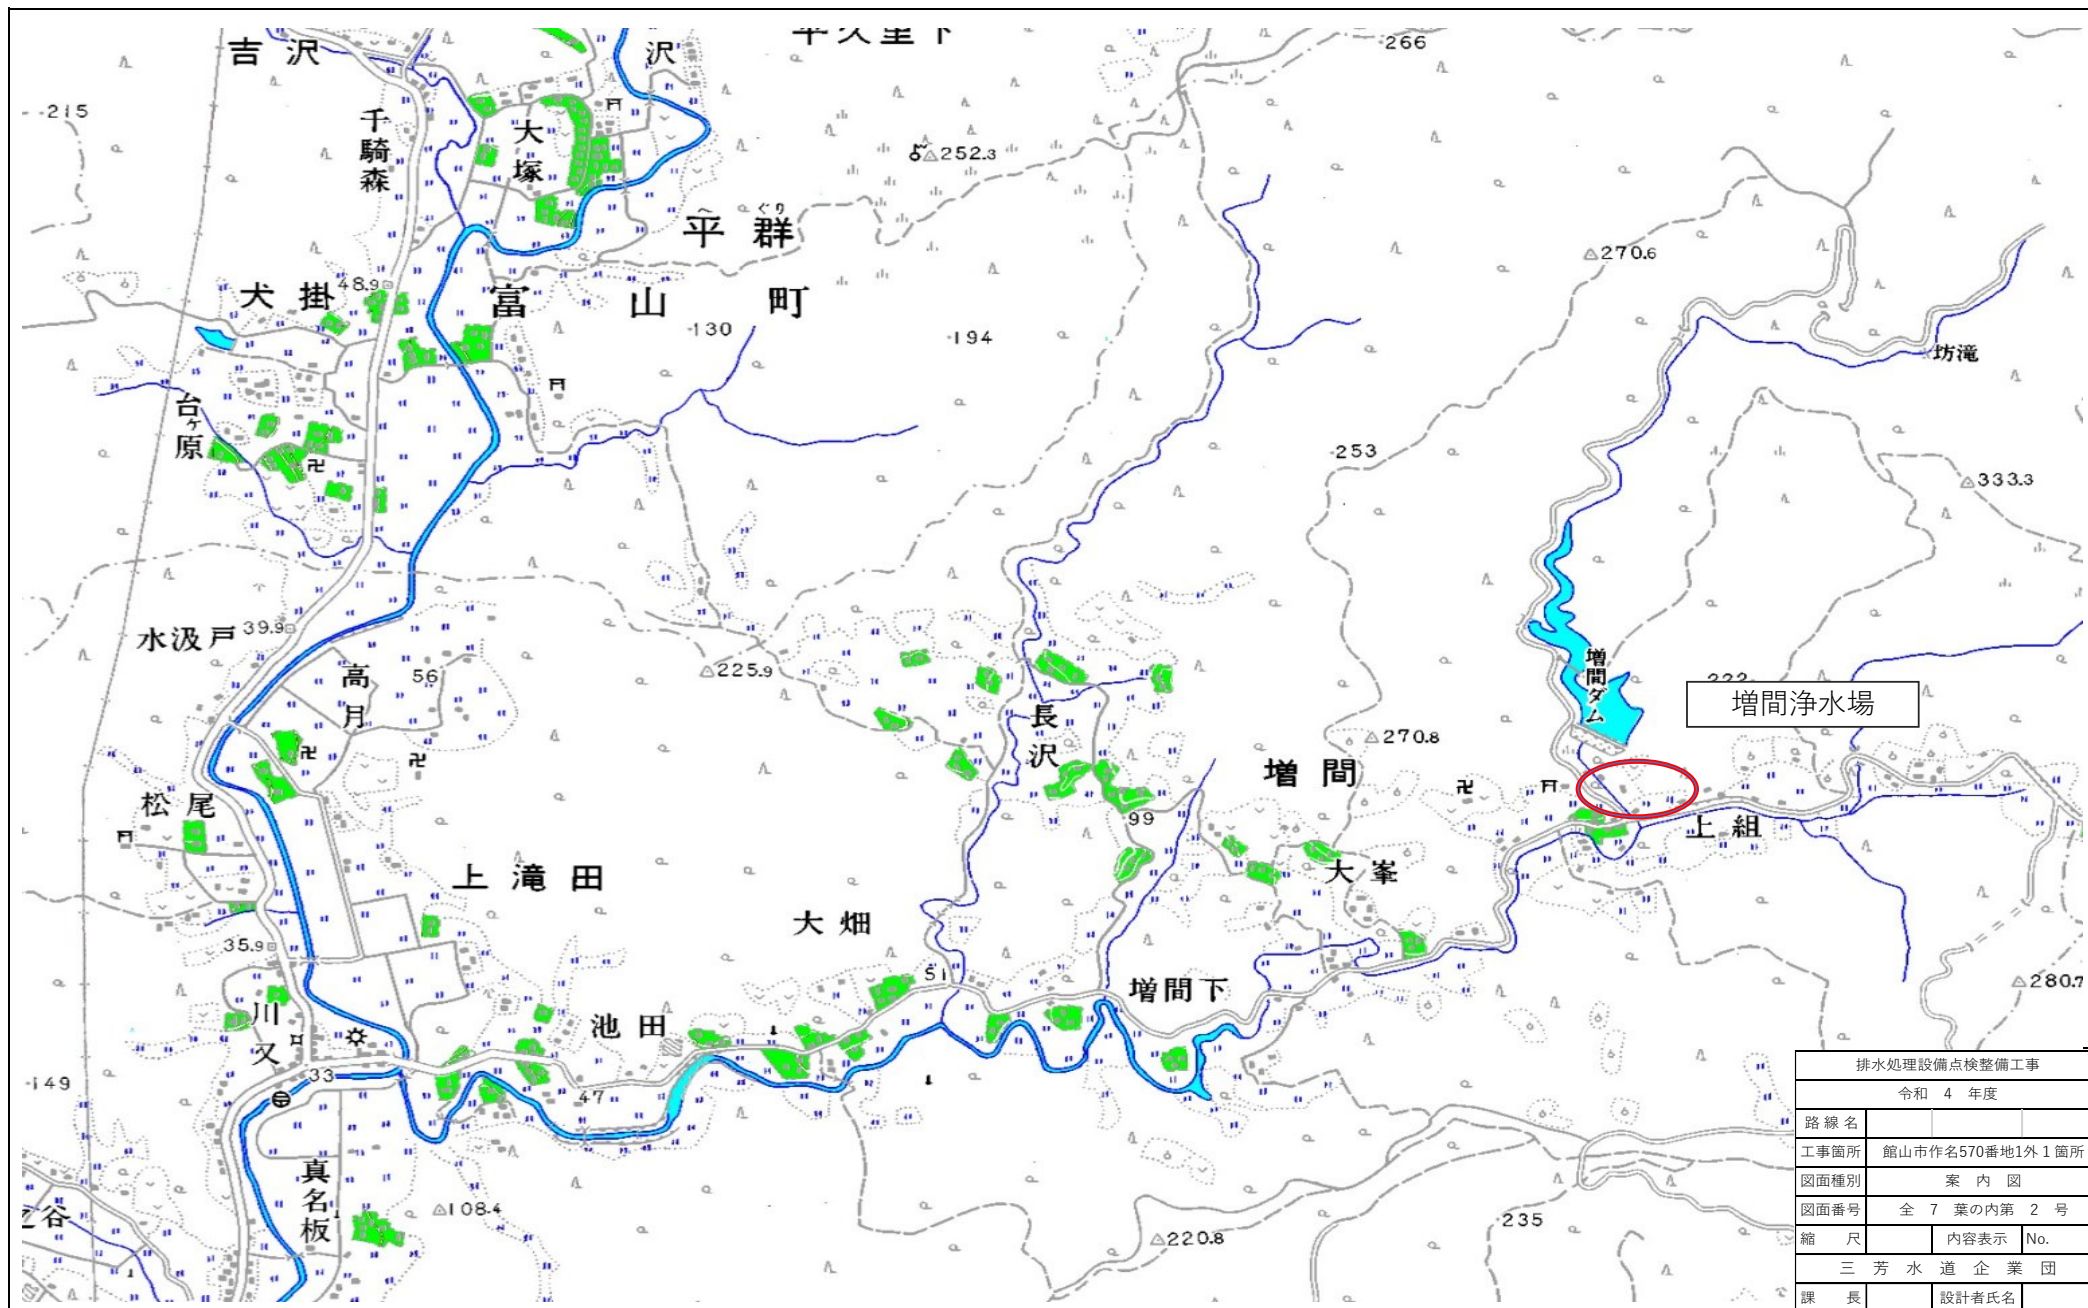 吉沢
沢
-266
-215
千騎森
大塚
252.3
へぐり
平群
270.6
犬掛
48.9
富山町
-130
-194
坊滝
台ヶ原
-253
333.3
水汲戸
39.9
高月
56
225.9
増間ダム
増間浄水場
長沢
270.8
増間
松尾
99
上組
上滝田
大峯
大畑
35.9
51
増間下
280.7
川又
池田
-149
33
47
真名板
108.4
220.8
235
排水処理設備点検整備工事
令和 4 年度
路線名
工事箇所 館山市作名570番地1外1箇所
図面種別 案内図
図面番号 全 7 葉の内第 2 号
縮尺 内容表示 No.
三芳水道企業団
課長 設計者氏名